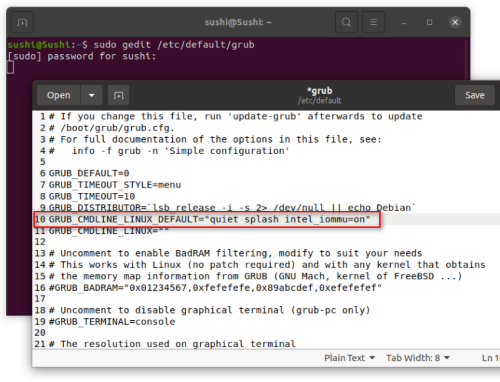 sushi@Sushi: ~
sushi@Sushi:~$ sudo gedit /etc/default/grub
[sudo] password for sushi:
Open
*grub
/etc/default
Save
1 # If you change this file, run 'update-grub' afterwards to update
2 # /boot/grub/grub.cfg.
3 # For full documentation of the options in this file, see:
4 #   info -f grub -n 'Simple configuration'
5
6 GRUB_DEFAULT=0
7 GRUB_TIMEOUT_STYLE=menu
8 GRUB_TIMEOUT=10
9 GRUB_DISTRIBUTOR=`lsb_release -i -s 2> /dev/null || echo Debian`
10 GRUB_CMDLINE_LINUX_DEFAULT="quiet splash intel_iommu=on"
11 GRUB_CMDLINE_LINUX=""
12
13 # Uncomment to enable BadRAM filtering, modify to suit your needs
14 # This works with Linux (no patch required) and with any kernel that obtains
15 # the memory map information from GRUB (GNU Mach, kernel of FreeBSD ...)
16 #GRUB_BADRAM="0x01234567,0xfefefefe,0x89abcdef,0xefefefef"
17
18 # Uncomment to disable graphical terminal (grub-pc only)
19 #GRUB_TERMINAL=console
20
21 # The resolution used on graphical terminal
Plain Text Tab Width: 8